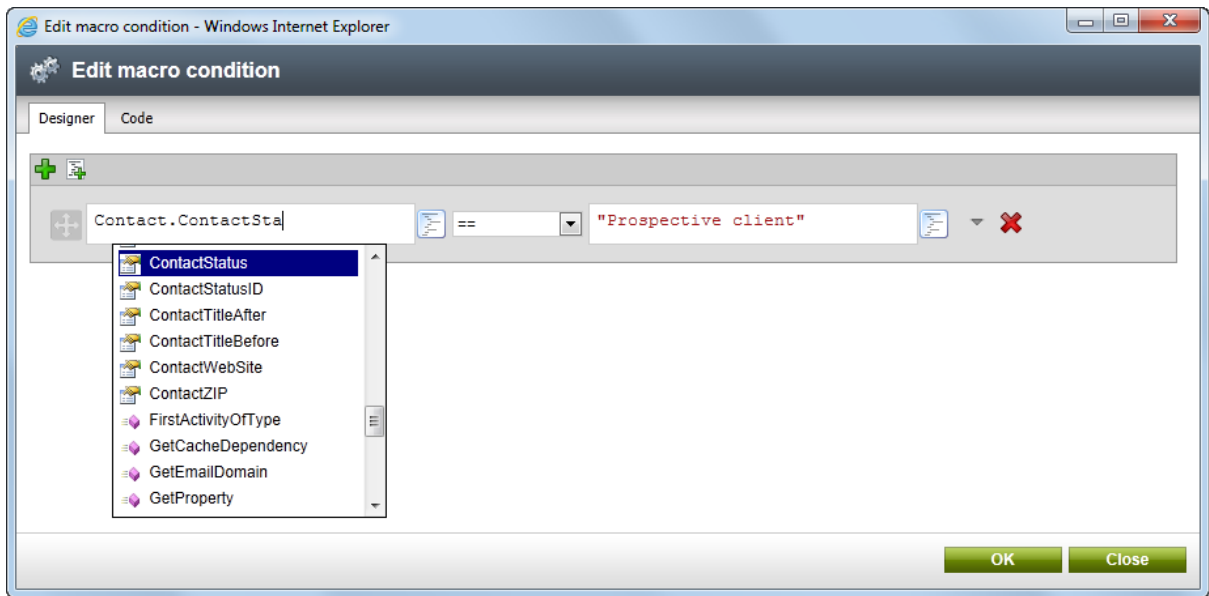 Edit macro condition - Windows Internet Explorer
Edit macro condition
Designer Code
Contact.ContactSta == "Prospective client"
ContactStatus
ContactStatusID
ContactTitleAfter
ContactTitleBefore
ContactWebSite
ContactZIP
FirstActivityOfType
GetCacheDependency
GetEmailDomain
GetProperty
OK Close